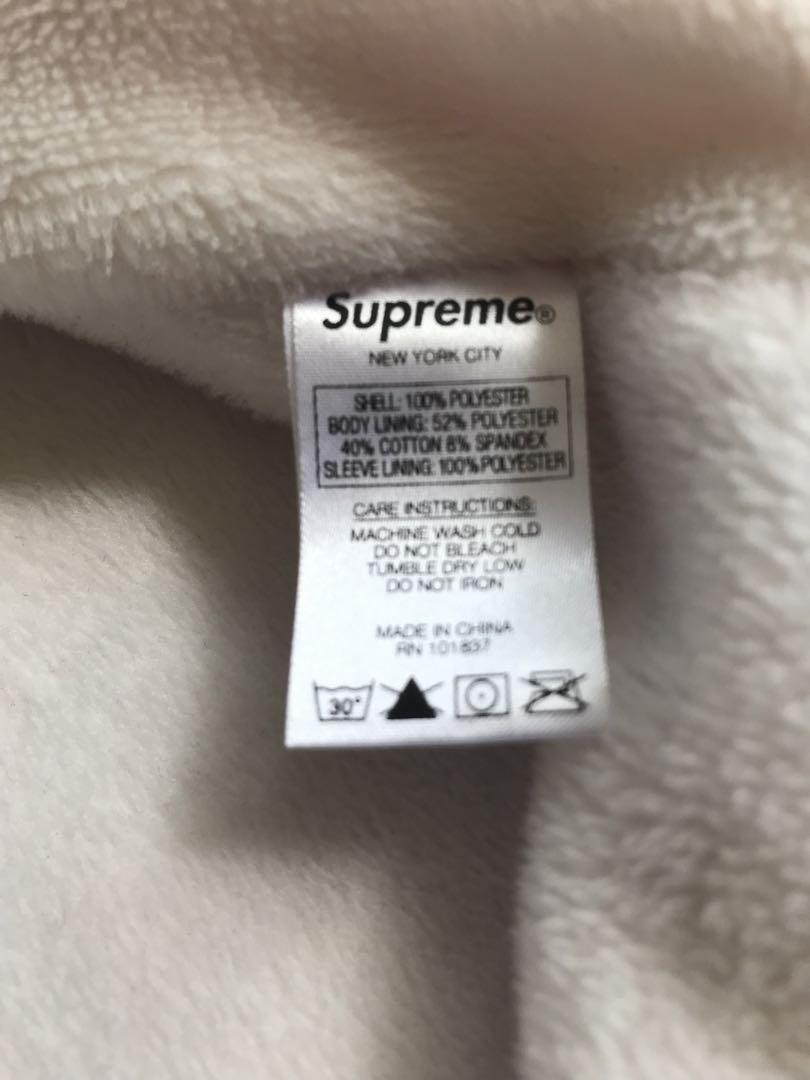 Supreme®
NEW YORK CITY
SHELL: 100% POLYESTER
BODY LINING: 52% POLYESTER
40% COTTON 8% SPANDEX
SLEEVE LINING: 100% POLYESTER
CARE INSTRUCTIONS:
MACHINE WASH COLD
DO NOT BLEACH
TUMBLE DRY LOW
DO NOT IRON
MADE IN CHINA
RN 101837
30°